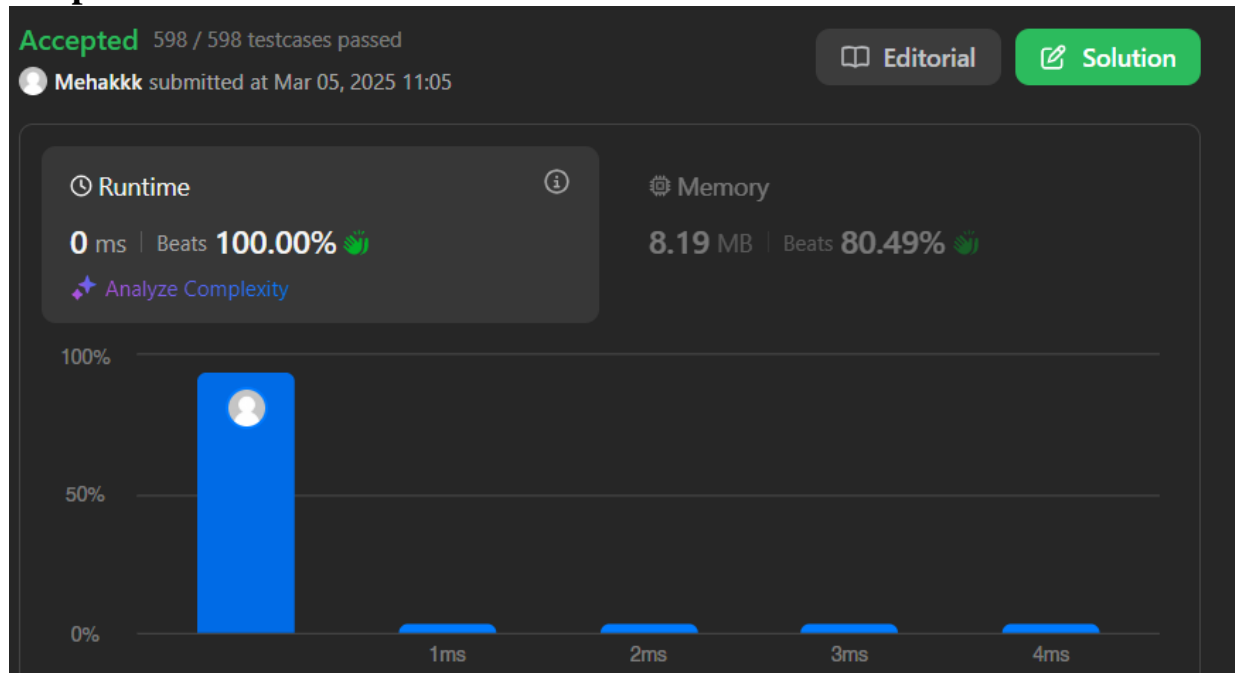 Accepted 598 / 598 testcases passed
Editorial
Solution
Mehakkk submitted at Mar 05, 2025 11:05
Runtime
0 ms | Beats 100.00%
Analyze Complexity
Memory
8.19 MB | Beats 80.49%
100%
50%
0%
1ms
2ms
3ms
4ms